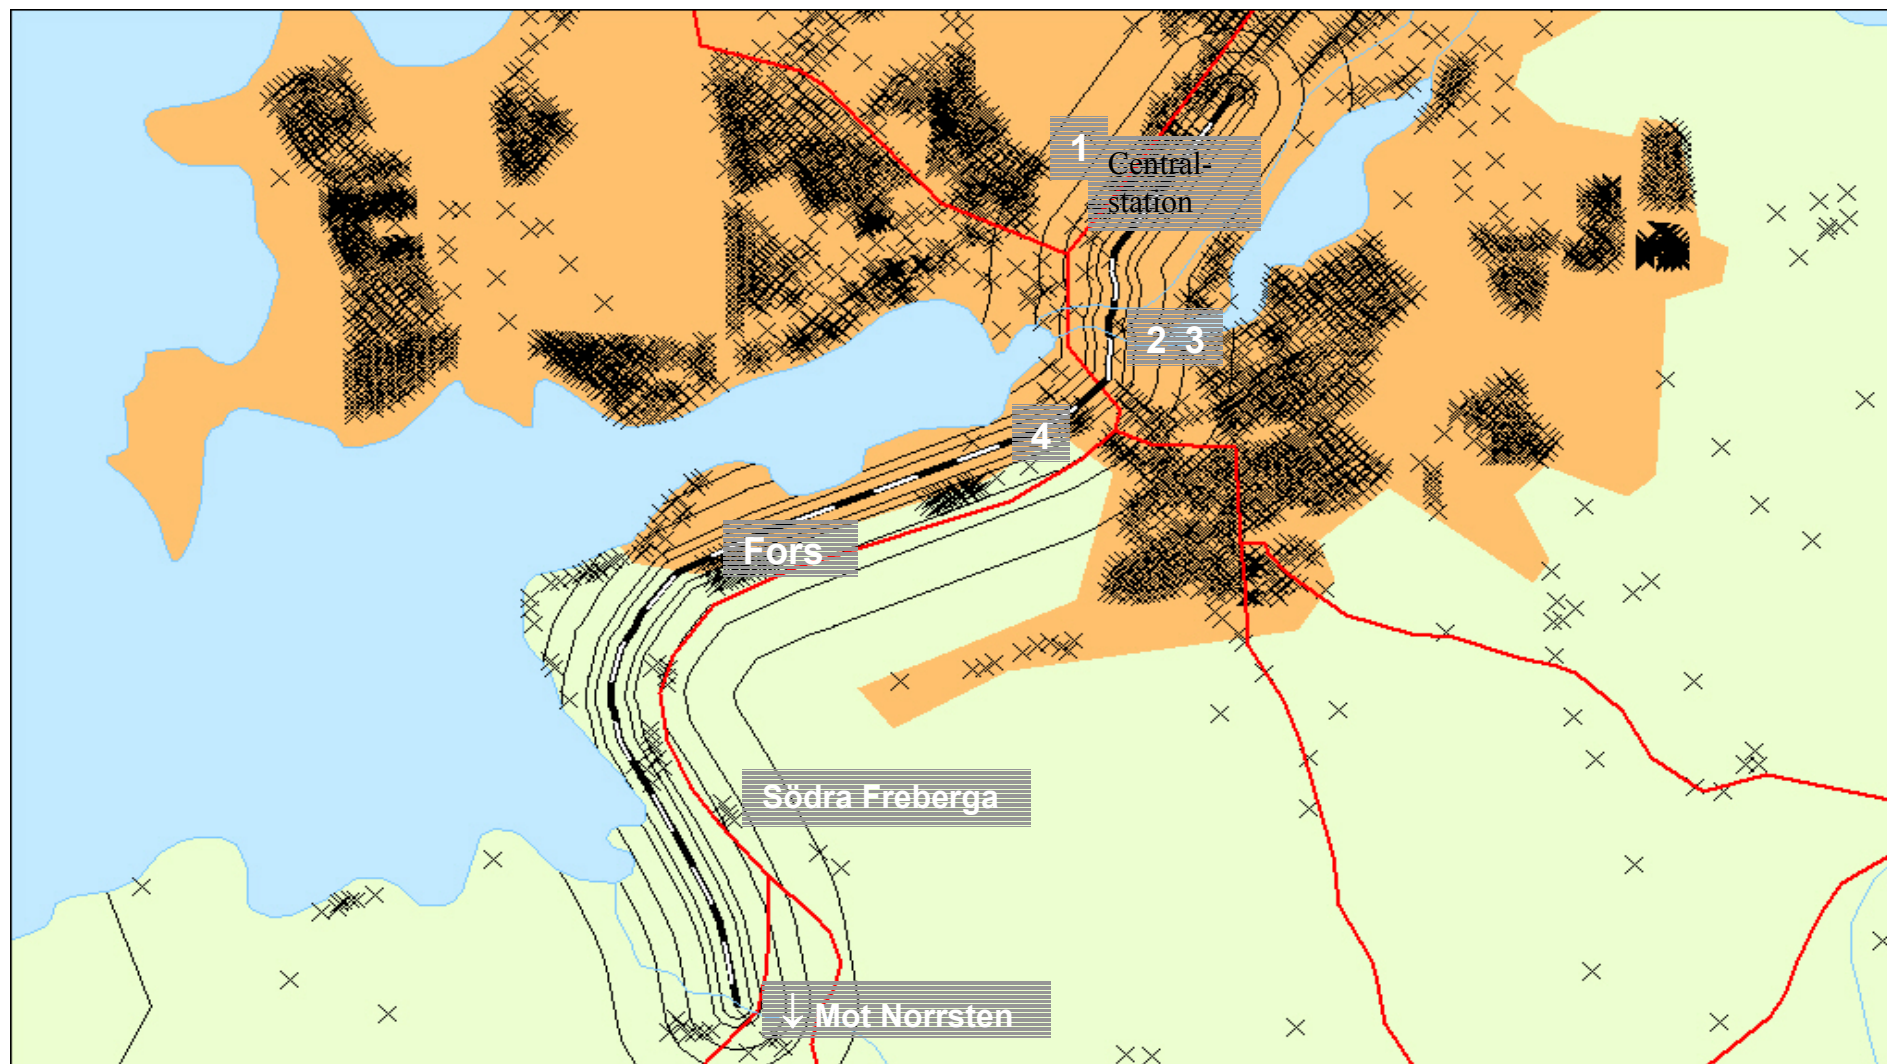 1
Central-
station
2 3
4
Fors
Södra Freberga
↓ Mot Norrsten